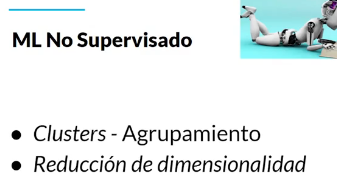 ML No Supervisado
● Clusters - Agrupamiento
● Reducción de dimensionalidad